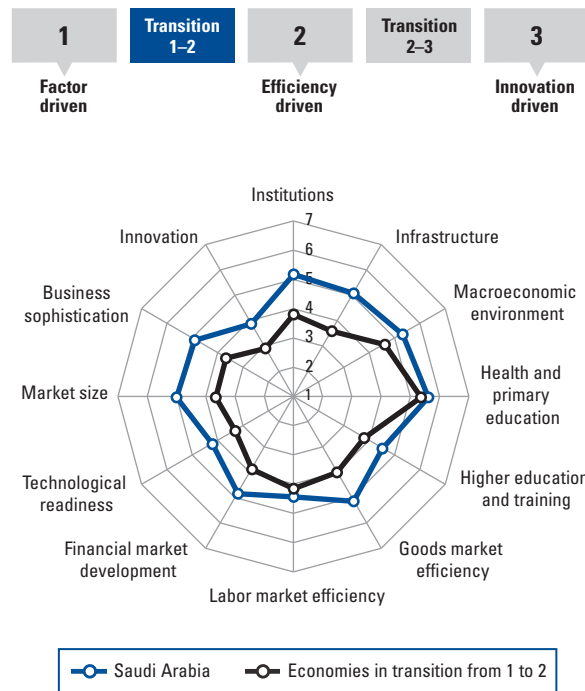 1
Transition
1–2
2
Transition
2–3
3
Factor
driven
Efficiency
driven
Innovation
driven
Institutions
7
6
5
4
3
2
1
Innovation
Infrastructure
Business
sophistication
Macroeconomic
environment
Market size
Health and
primary
education
Technological
readiness
Higher education
and training
Financial market
development
Goods market
efficiency
Labor market efficiency
Saudi Arabia
Economies in transition from 1 to 2